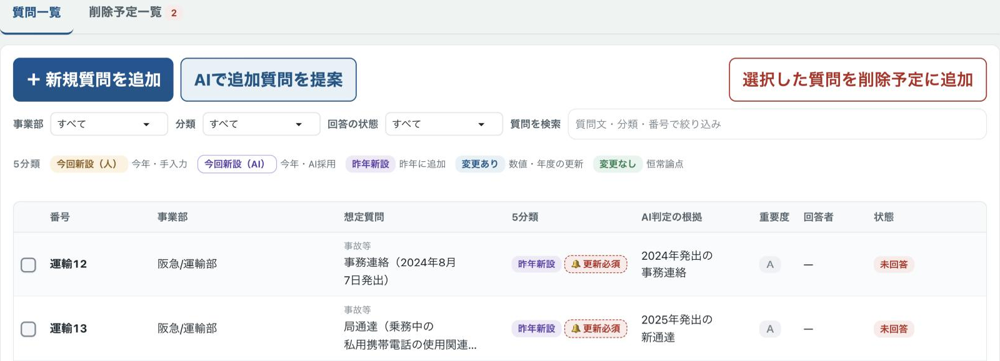 質問一覧 削除予定一覧 2
＋ 新規質問を追加 AIで追加質問を提案 選択した質問を削除予定に追加
事業部 すべて 分類 すべて 回答の状態 すべて 質問を検索 質問文・分類・番号で絞り込み
5分類 今回新設（人） 今年・手入力 今回新設（AI） 今年・AI採用 昨年新設 昨年に追加 変更あり 数値・年度の更新 変更なし 恒常論点
番号 事業部 想定質問 5分類 AI判定の根拠 重要度 回答者 状態
事故等
運輸12 阪急/運輸部 事務連絡（2024年8月 昨年新設 更新必須 2024年発出の A — 未回答
7日発出） 事務連絡
事故等
運輸13 阪急/運輸部 局通達（乗務中の 昨年新設 更新必須 2025年発出の A — 未回答
私用携帯電話の使用関連... 新通達